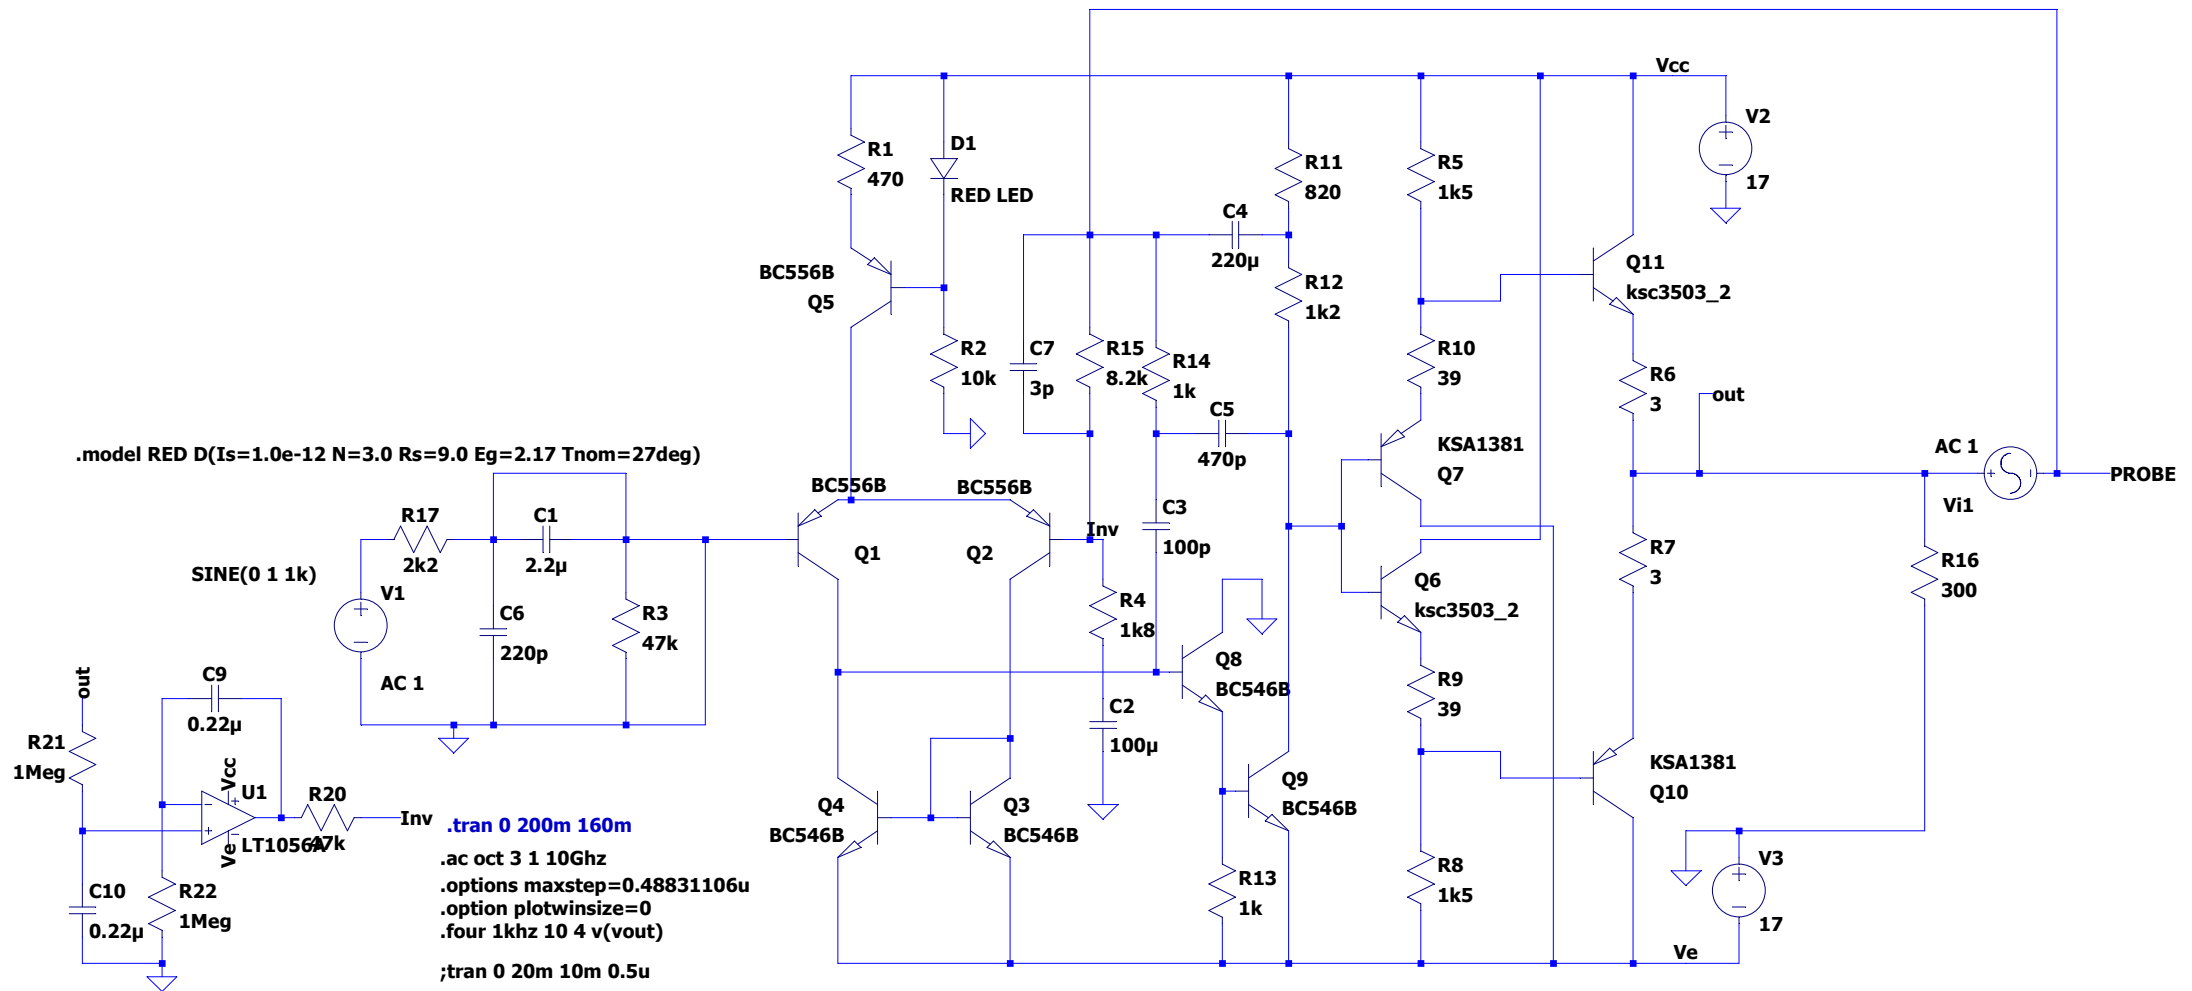 Vcc
V2
17
R1
470
D1
RED LED
R11
820
R5
1k5
C4
220µ
BC556B
Q5
R12
1k2
Q11
ksc3503_2
R2
10k
C7
3p
R15
8.2k
R14
1k
R10
39
R6
3
out
C5
470p
KSA1381
Q7
AC 1
Vi1
PROBE
.model RED D(Is=1.0e-12 N=3.0 Rs=9.0 Eg=2.17 Tnom=27deg)
BC556B
BC556B
R17
2k2
C1
2.2µ
Q1
Q2
Inv
C3
100p
R7
3
R16
300
SINE(0 1 1k)
V1
AC 1
C6
220p
R3
47k
R4
1k8
Q6
ksc3503_2
Q8
BC546B
R9
39
out
C9
0.22µ
C2
100µ
R21
1Meg
Vcc
U1
Ve
LT1056A
R20
47k
Inv
Q4
BC546B
Q3
BC546B
Q9
BC546B
KSA1381
Q10
.tran 0 200m 160m
.ac oct 3 1 10Ghz
.options maxstep=0.48831106u
.option plotwinsize=0
.four 1khz 10 4 v(vout)
;tran 0 20m 10m 0.5u
C10
0.22µ
R22
1Meg
R13
1k
R8
1k5
V3
17
Ve